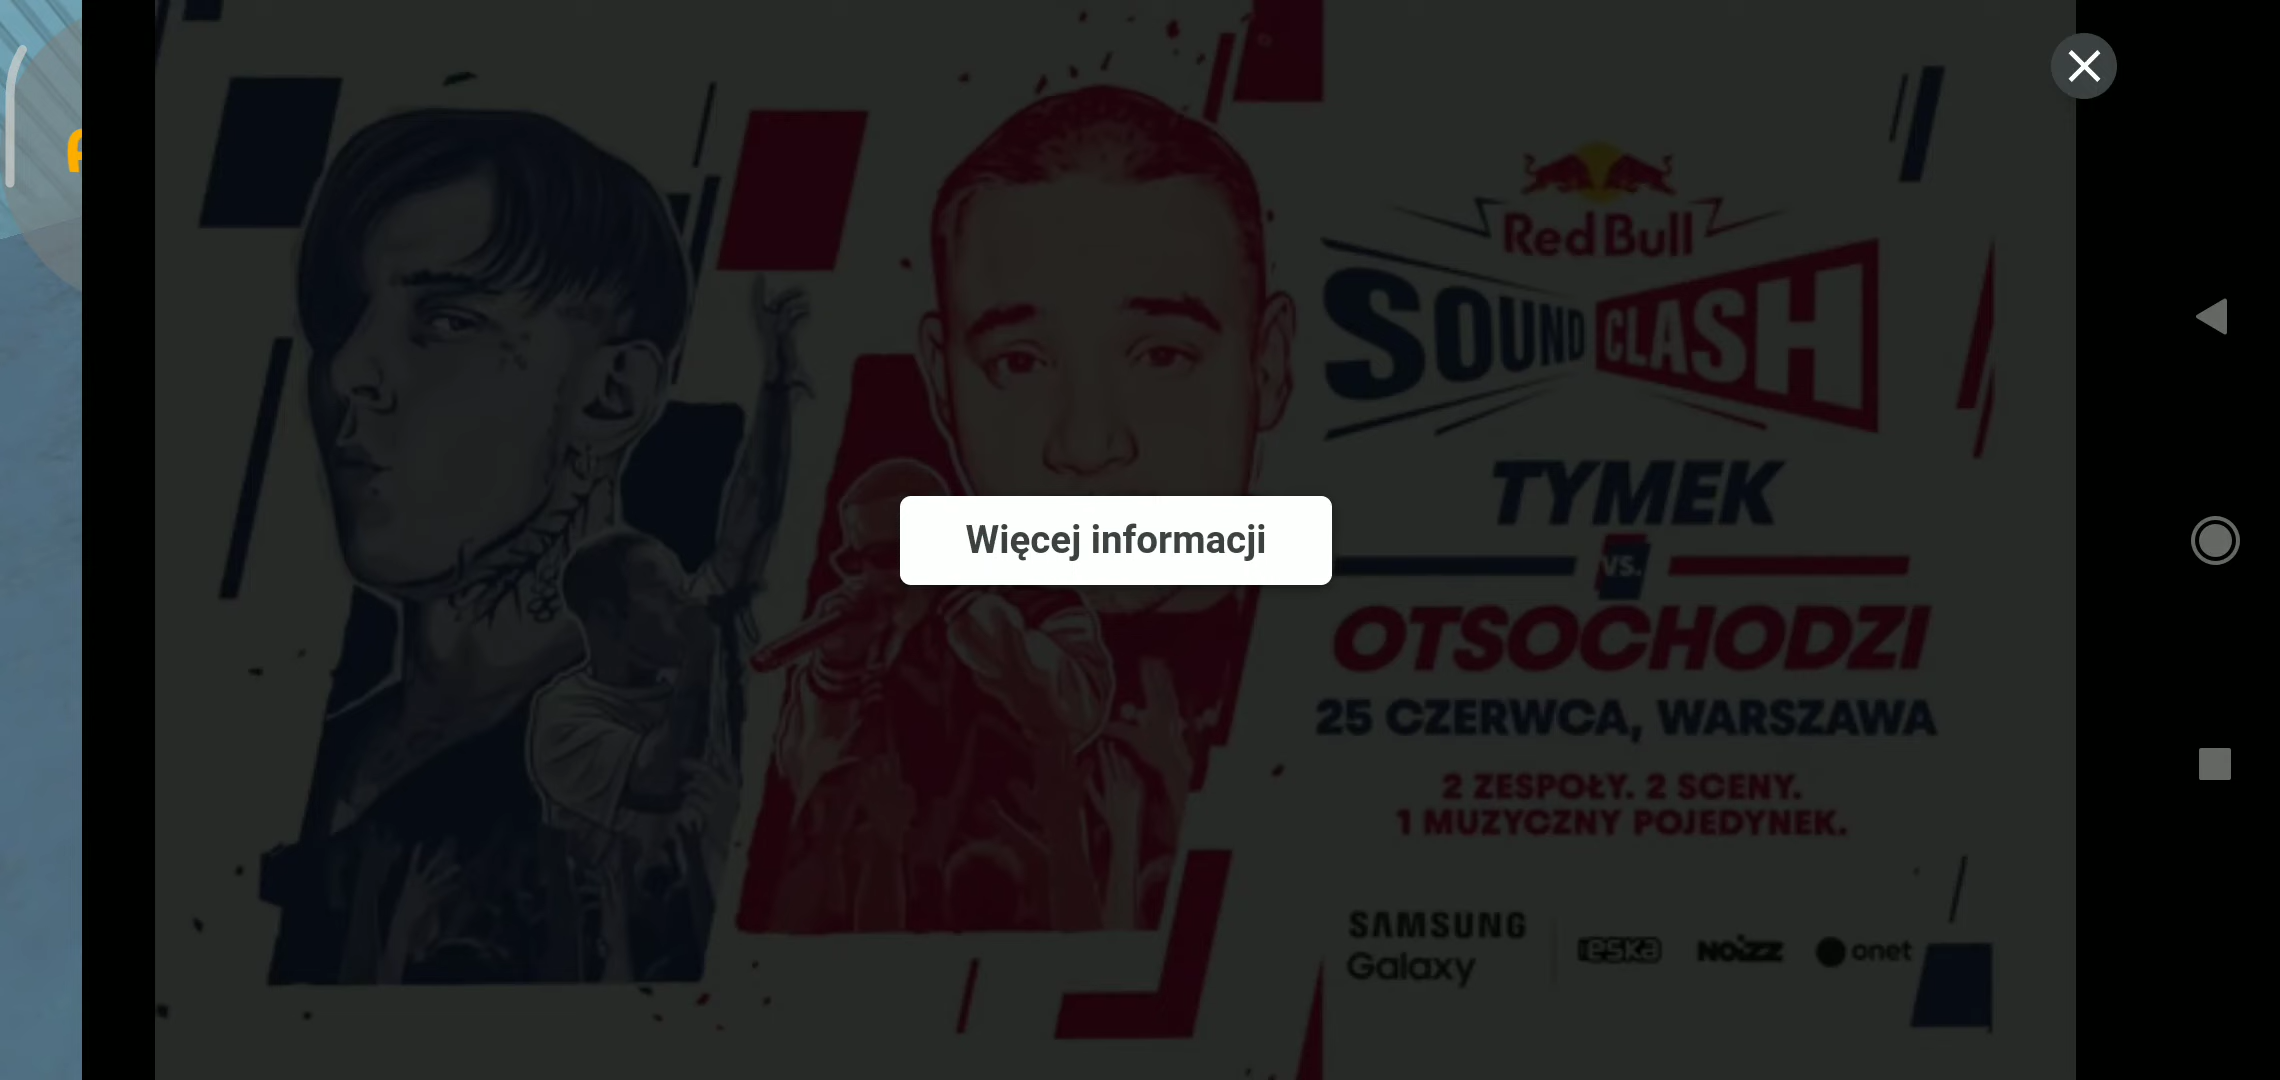 Red Bull
SOUND CLASH
TYMEK
VS.
OTSOCHODZI
25 CZERWCA, WARSZAWA
2 ZESPOŁY. 2 SCENY.
1 MUZYCZNY POJEDYNEK.
SAMSUNG
Galaxy
eska
NOIZZ
onet
Więcej informacji